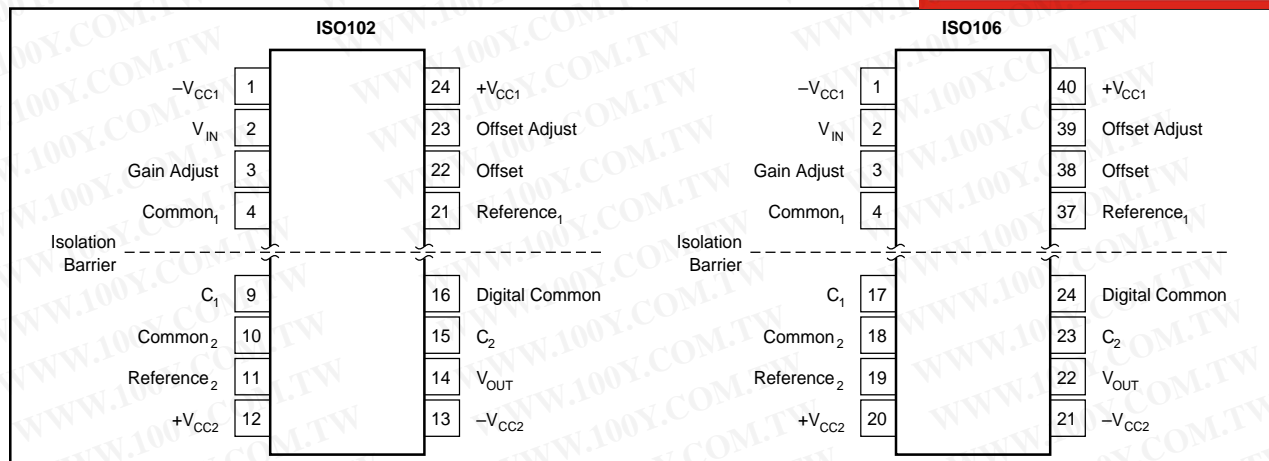 ISO102
–VCC1 1 24 +VCC1
VIN 2 23 Offset Adjust
Gain Adjust 3 22 Offset
Common1 4 21 Reference1
Isolation
Barrier
C1 9 16 Digital Common
Common2 10 15 C2
Reference2 11 14 VOUT
+VCC2 12 13 –VCC2
ISO106
–VCC1 1 40 +VCC1
VIN 2 39 Offset Adjust
Gain Adjust 3 38 Offset
Common1 4 37 Reference1
Isolation
Barrier
C1 17 24 Digital Common
Common2 18 23 C2
Reference2 19 22 VOUT
+VCC2 20 21 –VCC2
WWW.100Y.COM.TW